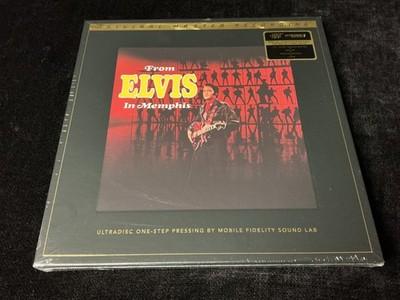 ORIGINAL MASTER RECORDING
From
ELVIS
In Memphis
ULTRADISC ONE-STEP PRESSING BY MOBILE FIDELITY SOUND LAB